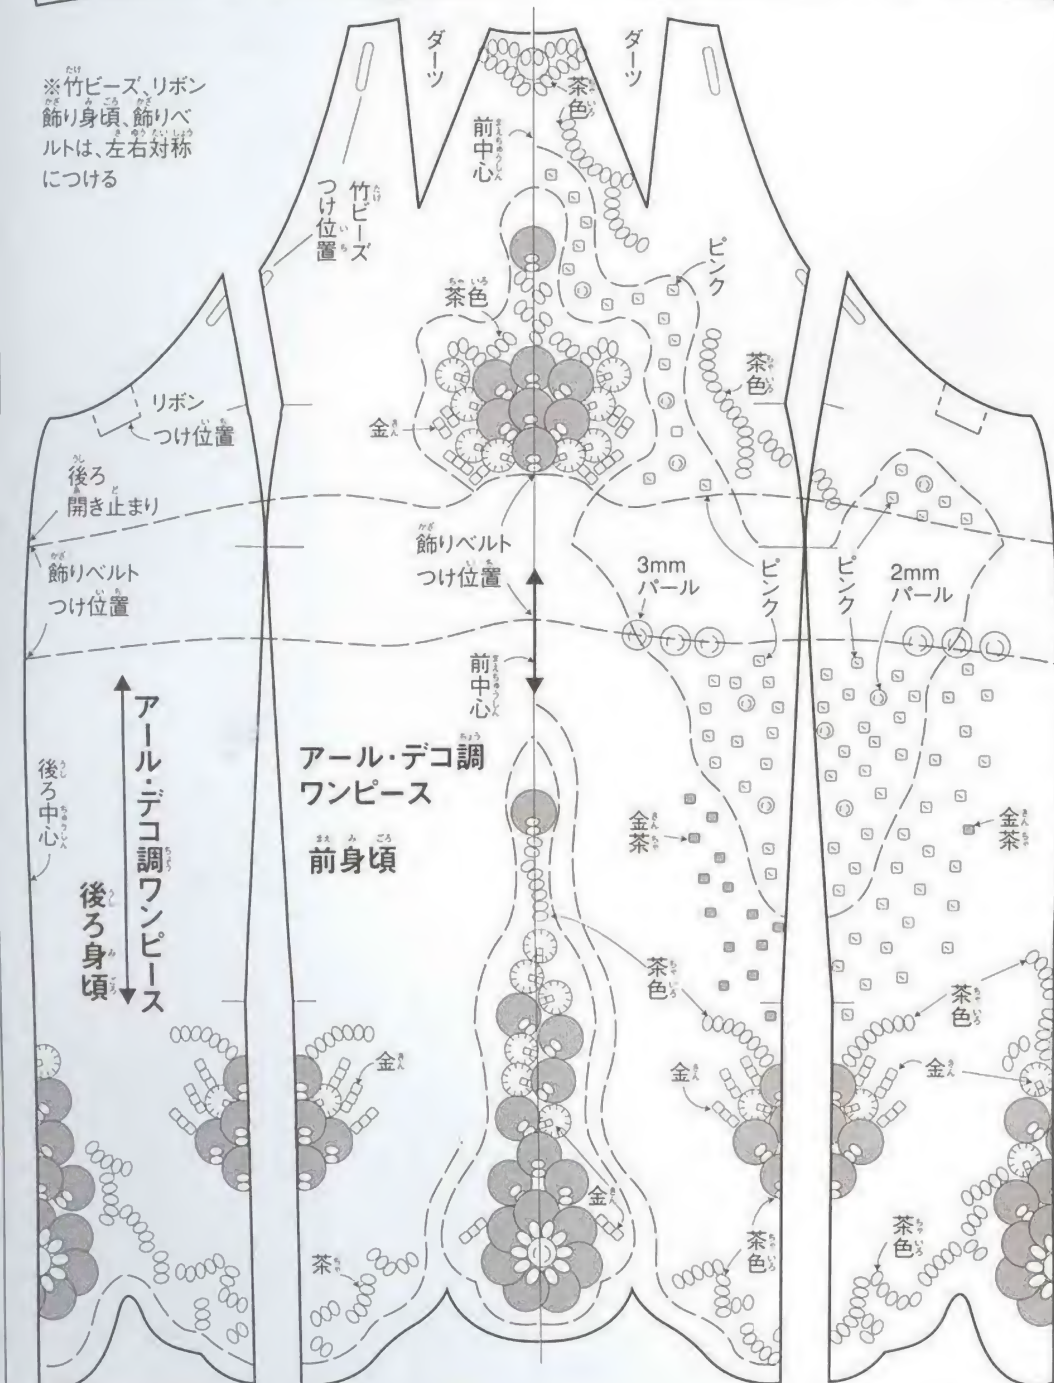 ※竹ビーズ、リボン
飾り身頃、飾りベ
ルトは、左右対称
につける
ダーツ
ダーツ
茶色
前中心
竹ビーズ
つけ位置
ピンク
茶色
茶色
リボン
つけ位置
金
後ろ
開き止まり
飾りベルト
つけ位置
飾りベルト
つけ位置
3mm
パール
ピンク
ピンク
2mm
パール
前中心
アール・デコ調ワンピース
後ろ身頃
後ろ中心
アール・デコ調
ワンピース
前身頃
金茶
金茶
茶色
茶色
金
金
金
金
茶
茶色
茶色